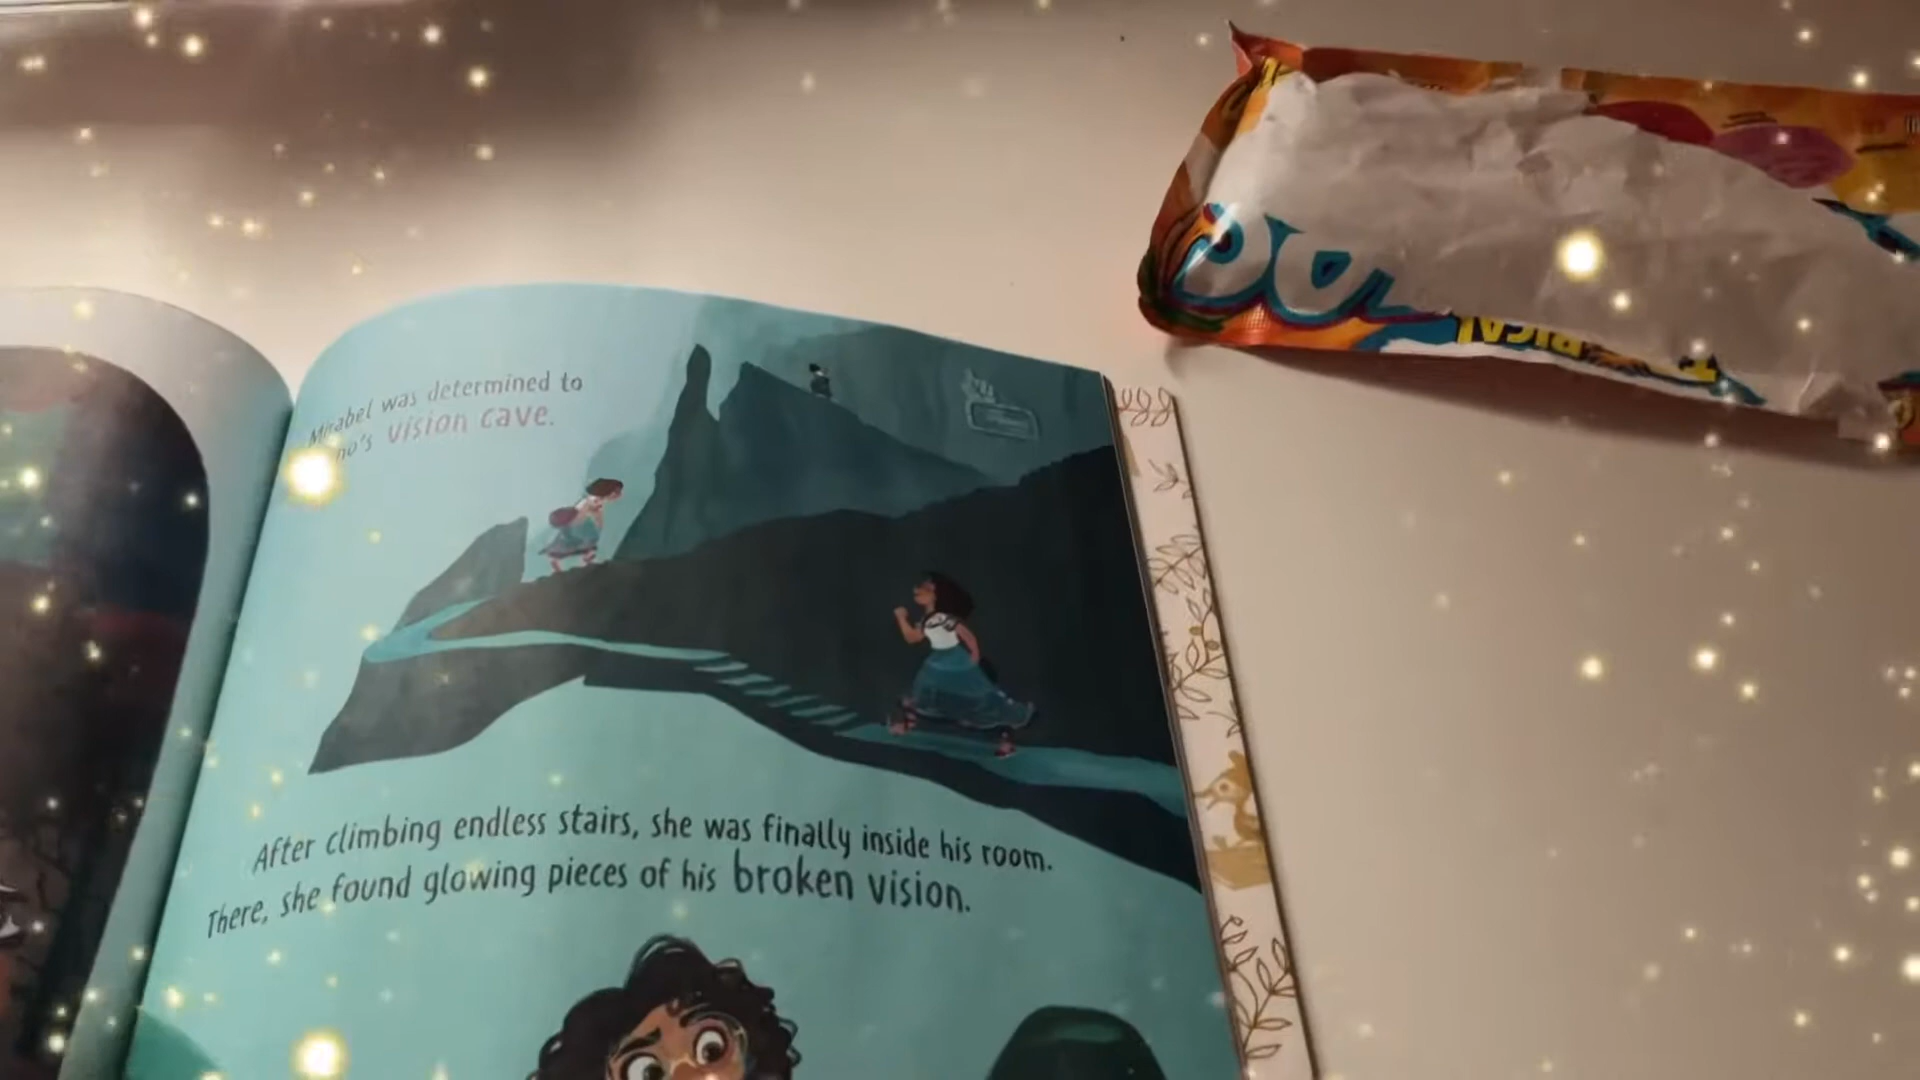 Mirabel was determined to
no's vision cave.
After climbing endless stairs, she was finally inside his room.
There, she found glowing pieces of his broken vision.